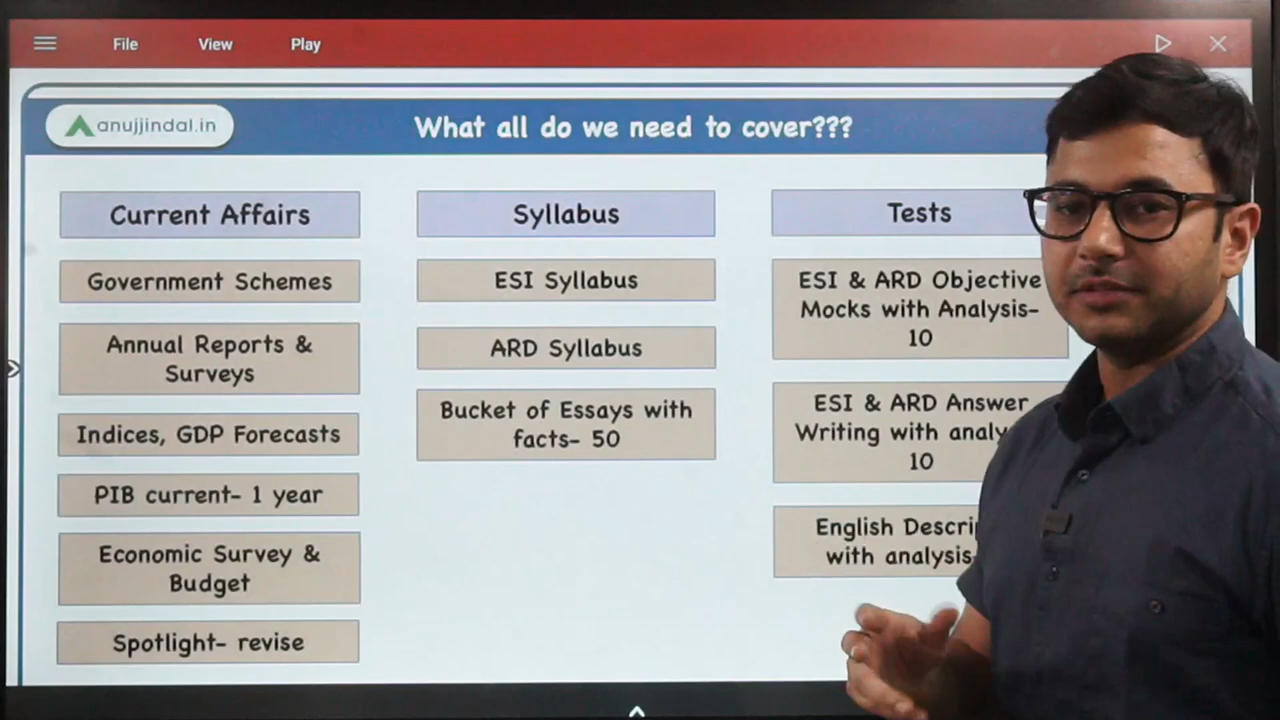 File View Play
anujjindal.in
What all do we need to cover???
Current Affairs
Government Schemes
Annual Reports &
Surveys
Indices, GDP Forecasts
PIB current- 1 year
Economic Survey &
Budget
Spotlight- revise
Syllabus
ESI Syllabus
ARD Syllabus
Bucket of Essays with
facts- 50
Tests
ESI & ARD Objective
Mocks with Analysis-
10
ESI & ARD Answer
Writing with
10
English
with analysis-